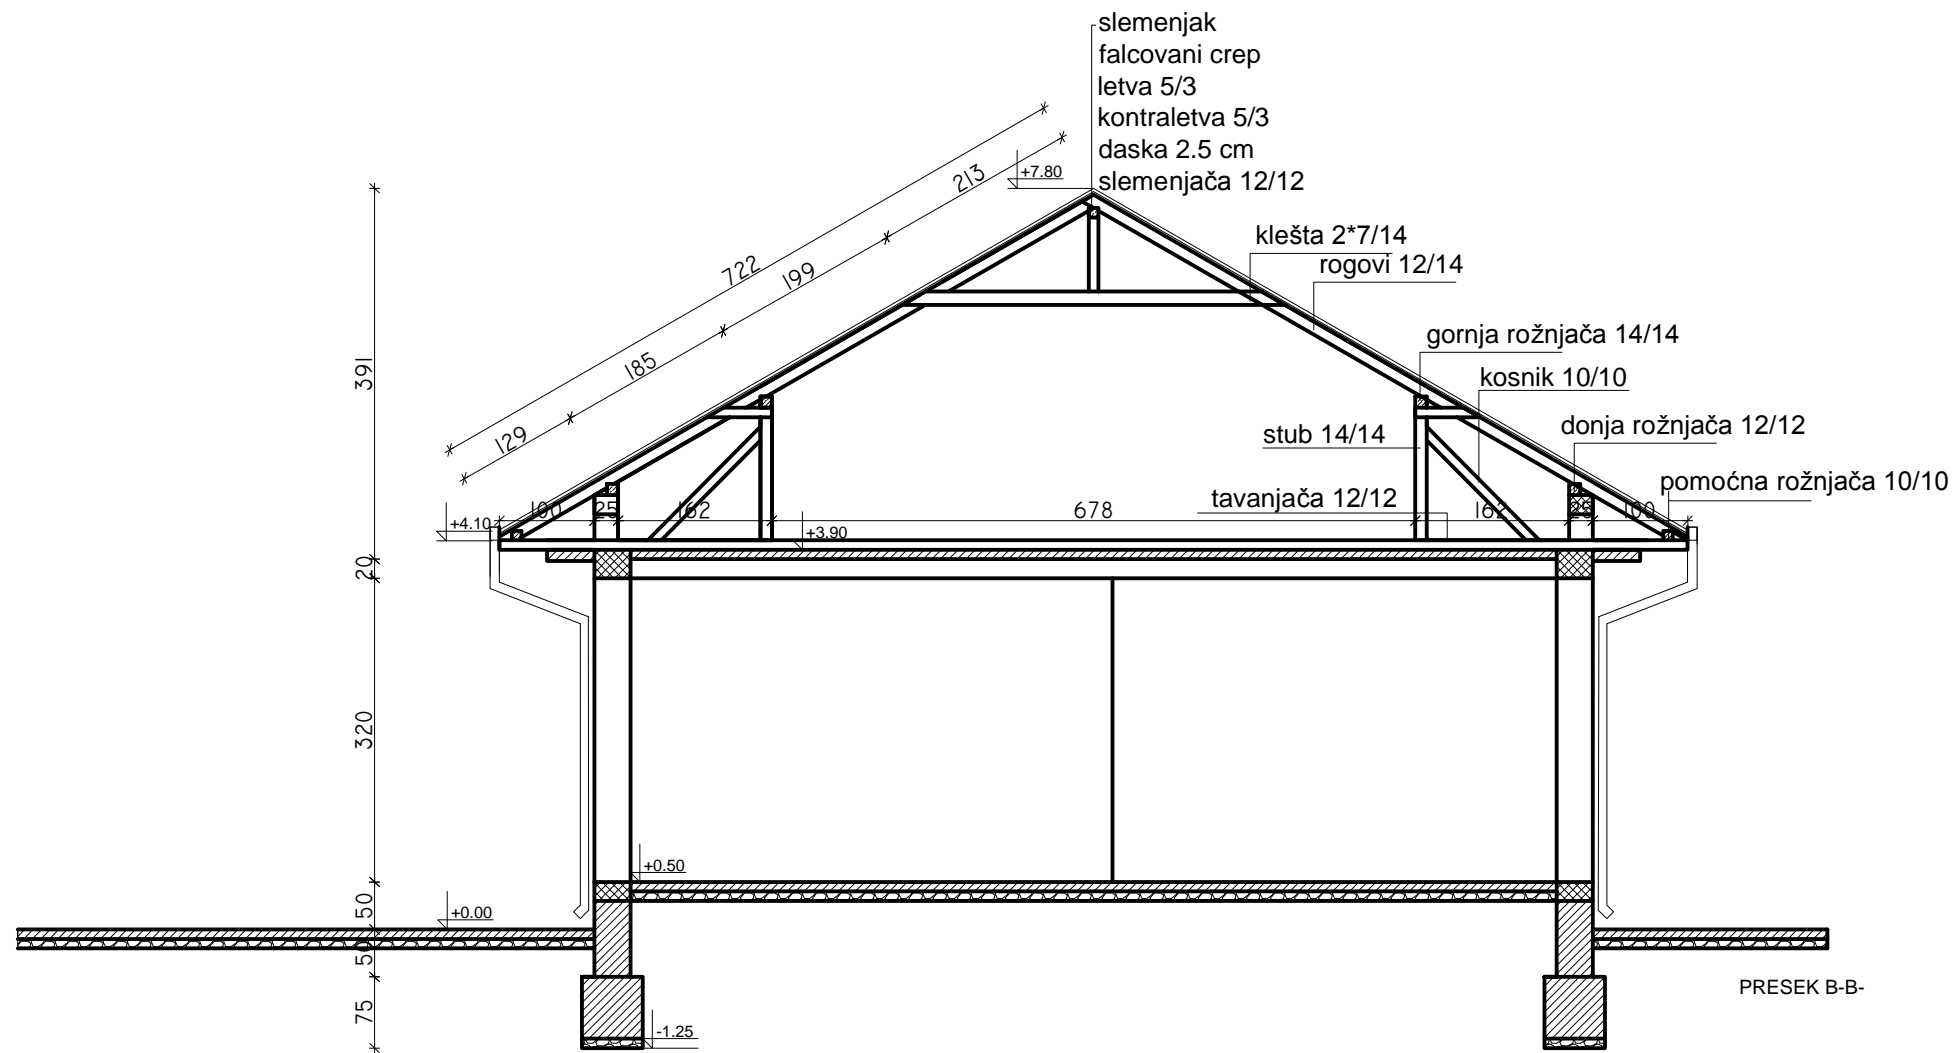 slemenjak
falcovani crep
letva 5/3
kontraletva 5/3
daska 2.5 cm
slemenjača 12/12
+7.80
213
722
199
185
129
klešta 2*7/14
rogovi 12/14
gornja rožnjača 14/14
kosnik 10/10
donja rožnjača 12/12
stub 14/14
pomoćna rožnjača 10/10
tavanjača 12/12
100
25
162
678
162
25
100
+4.10
+3.90
391
20
320
50
50
75
+0.50
+0.00
-1.25
PRESEK B-B-